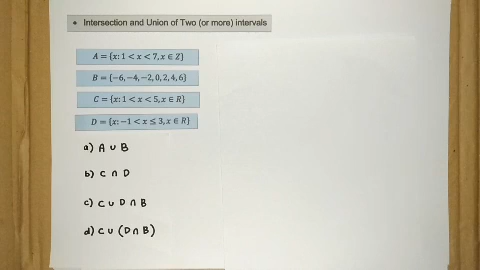 • Intersection and Union of Two (or more) intervals
A = {x: 1 < x < 7, x ∈ Z}
B = {−6, −4, −2, 0, 2, 4, 6}
C = {x: 1 < x < 5, x ∈ R}
D = {x: −1 < x ≤ 3, x ∈ R}
a) A ∪ B
b) C ∩ D
c) C ∪ D ∩ B
d) C ∪ (D ∩ B)